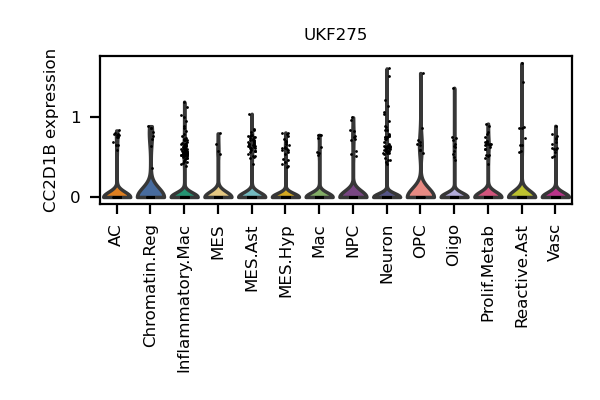 UKF275
CC2D1B expression
1
0
AC
Chromatin.Reg
Inflammatory.Mac
MES
MES.Ast
MES.Hyp
Mac
NPC
Neuron
OPC
Oligo
Prolif.Metab
Reactive.Ast
Vasc